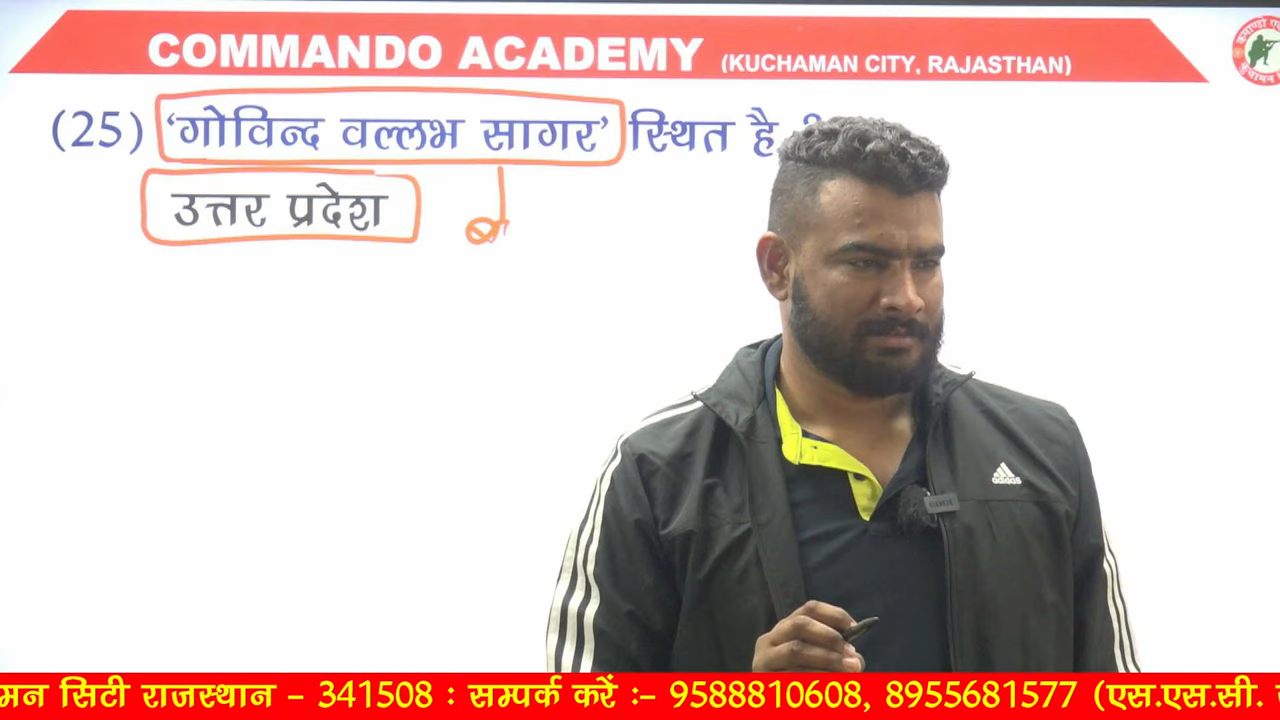 COMMANDO ACADEMY (KUCHAMAN CITY, RAJASTHAN)
(25) 'गोविन्द वल्लभ सागर' स्थित है
उत्तर प्रदेश
adidas
मन सिटी राजस्थान - 341508 : सम्पर्क करें :- 9588810608, 8955681577 (एस.एस.सी.